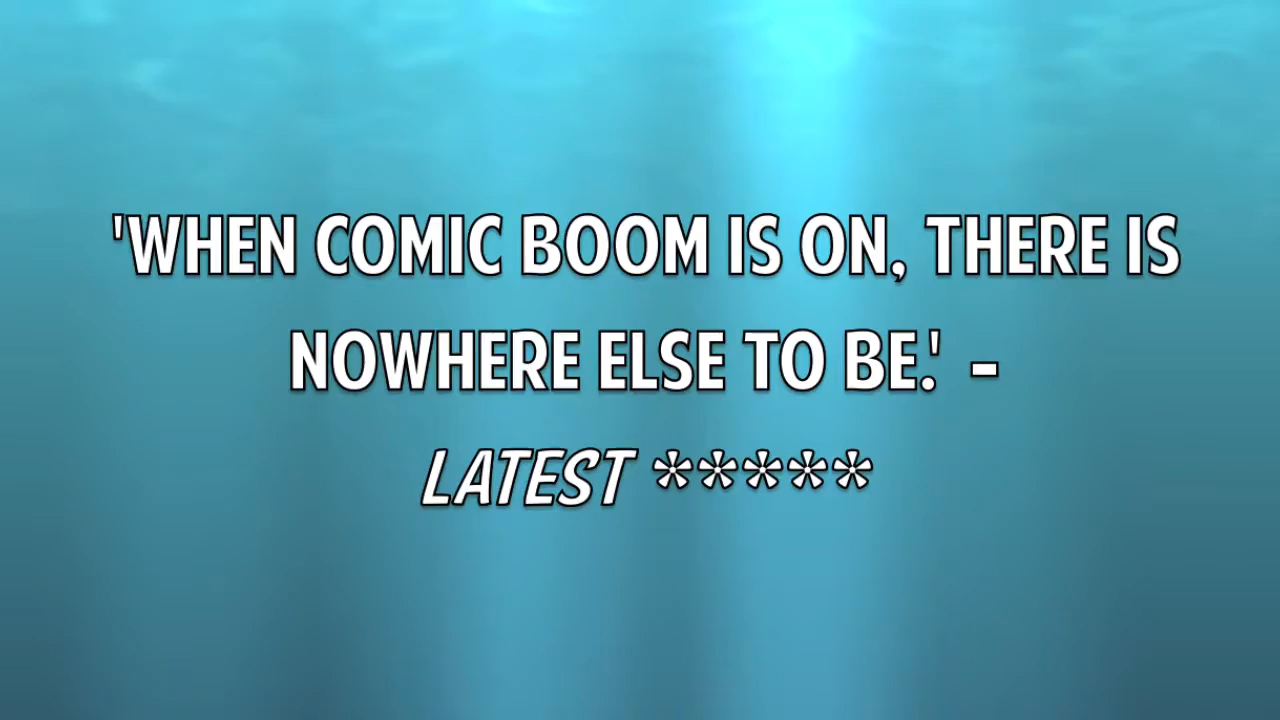 'WHEN COMIC BOOM IS ON, THERE IS
NOWHERE ELSE TO BE.' -
LATEST *****